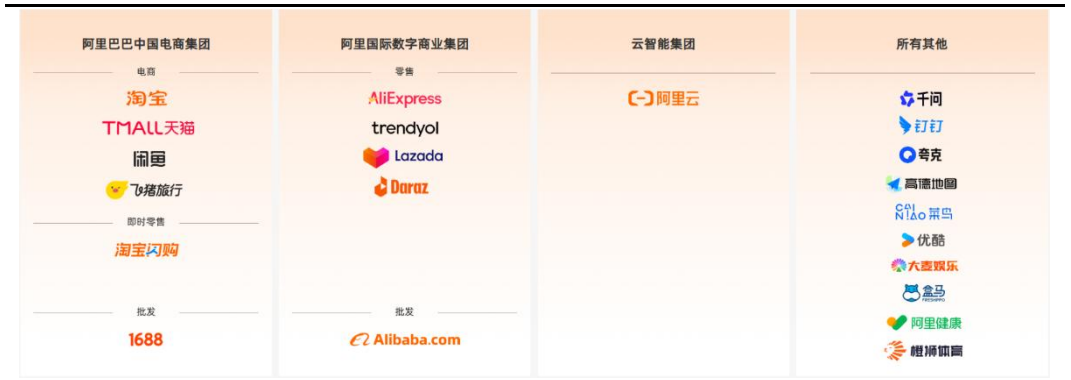 阿里巴巴中国电商集团
电商
淘宝
TMALL天猫
闲鱼
飞猪旅行
即时零售
淘宝闪购
批发
1688
阿里国际数字商业集团
零售
AliExpress
trendyol
Lazada
Daraz
批发
Alibaba.com
云智能集团
阿里云
所有其他
千问
钉钉
夸克
高德地图
CAINIAO 菜鸟
优酷
大麦娱乐
盒马
FRESHIPPO
阿里健康
橙狮体育